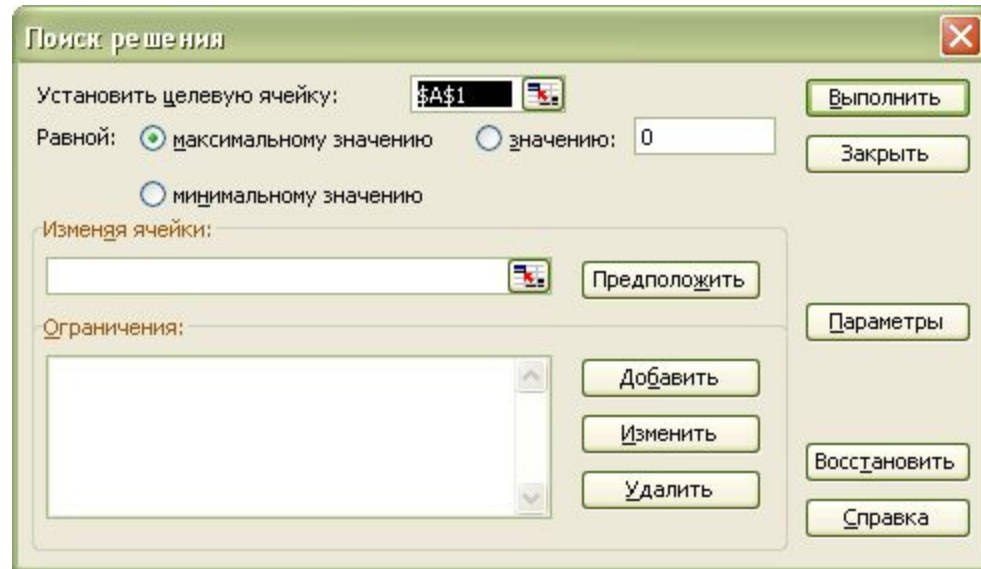 Поиск решения
Установить целевую ячейку: $A$1
Выполнить
Равной: максимальному значению значению: 0
Закрыть
минимальному значению
Изменяя ячейки:
Предположить
Ограничения:
Параметры
Добавить
Изменить
Восстановить
Удалить
Справка